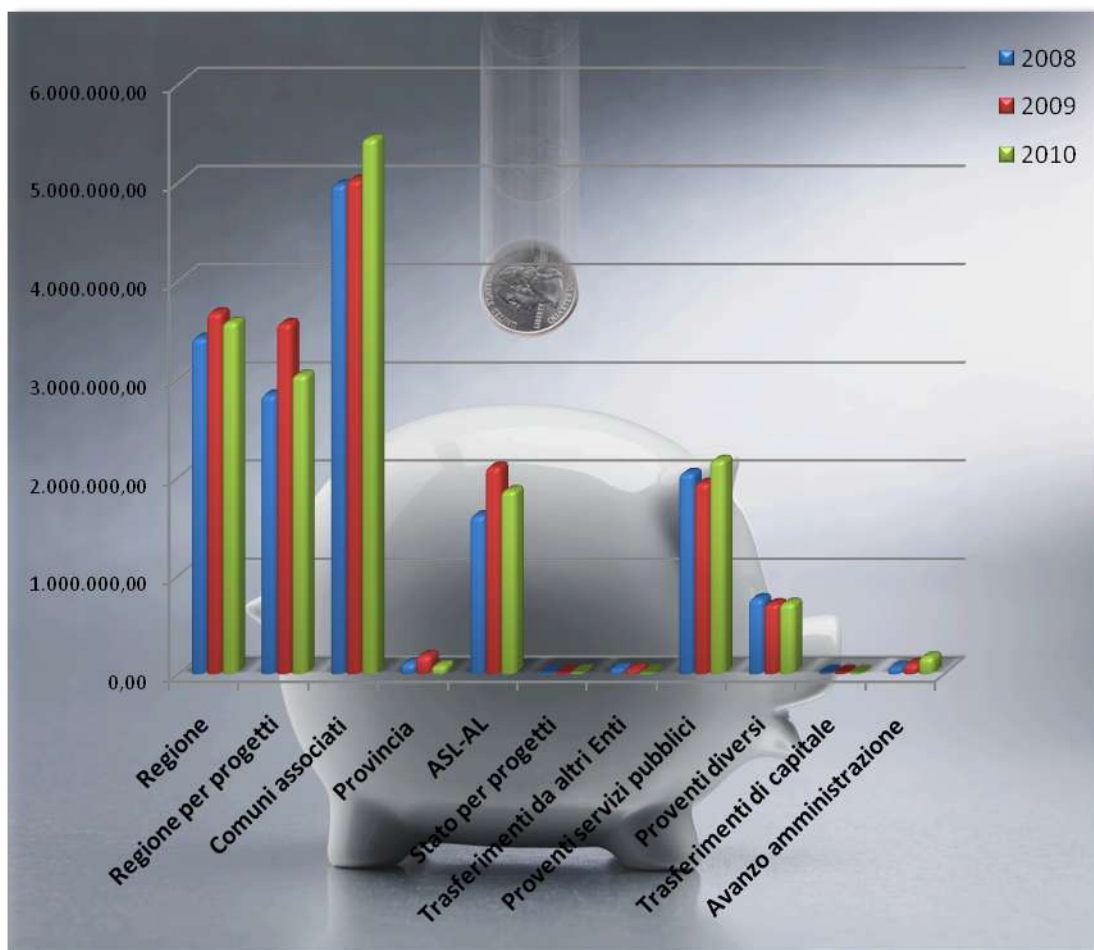 2008
2009
2010
6.000.000,00
5.000.000,00
4.000.000,00
3.000.000,00
2.000.000,00
1.000.000,00
0,00
Regione
Regione per progetti
Comuni associati
Provincia
ASL-AL
Stato per progetti
Trasferimenti da altri Enti
Proventi servizi pubblici
Proventi diversi
Trasferimenti di capitale
Avanzo amministrazione
LIBERTY